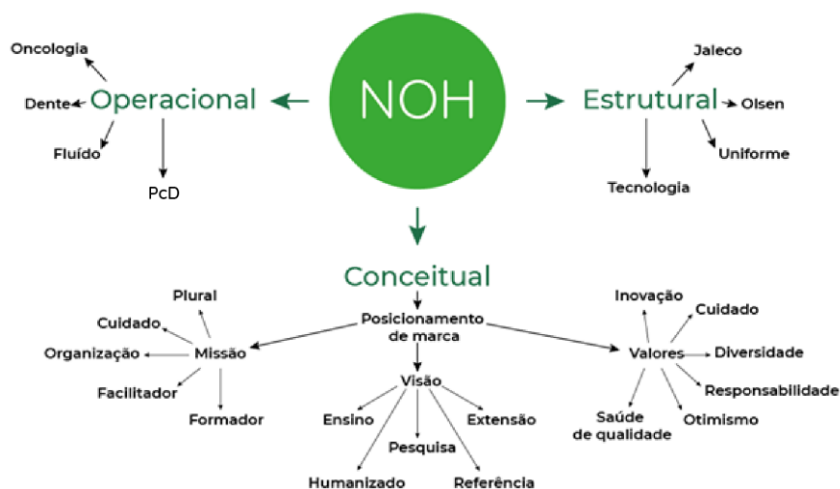 NOH
Operacional
Oncologia
Dente
Fluído
PcD
Estrutural
Jaleco
Olsen
Uniforme
Tecnologia
Conceitual
Posicionamento
de marca
Missão
Plural
Cuidado
Organização
Facilitador
Formador
Visão
Ensino
Extensão
Pesquisa
Humanizado
Referência
Valores
Inovação
Cuidado
Diversidade
Responsabilidade
Otimismo
Saúde
de qualidade